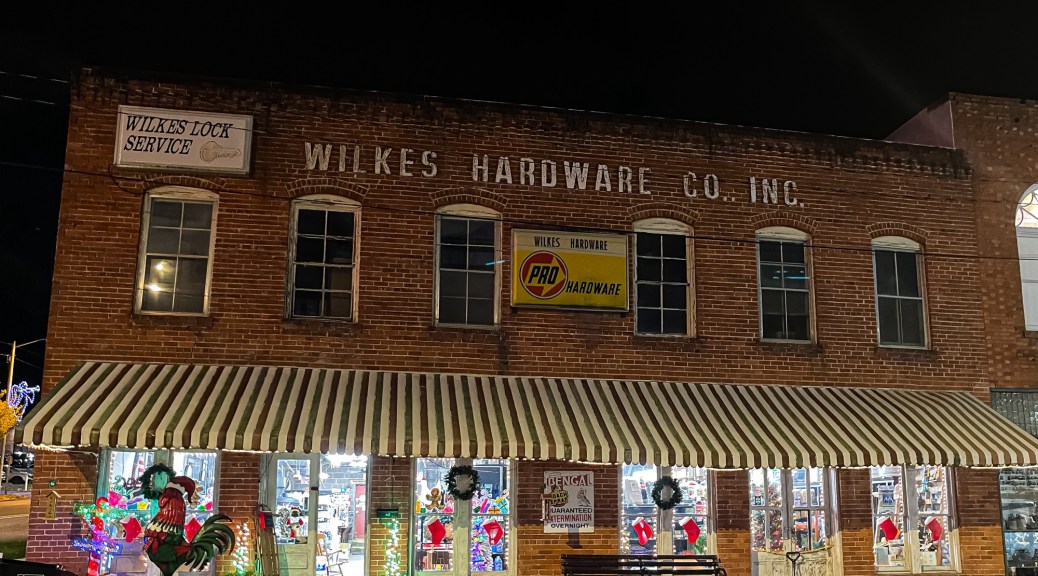 WILKES LOCK
SERVICE
WILKES HARDWARE CO., INC.
WILKES HARDWARE
PRO
HARDWARE
BENGAL
GUARANTEED
EXTERMINATION
OVERNIGHT